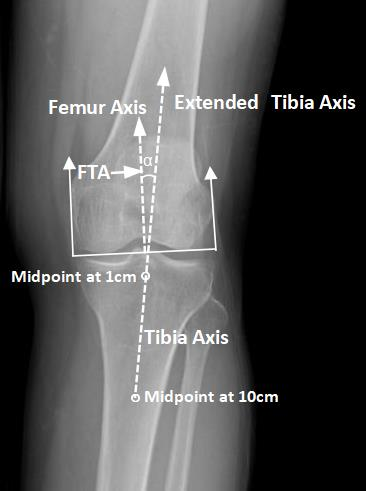 Femur Axis
Extended Tibia Axis
α
FTA
Midpoint at 1cm
Tibia Axis
Midpoint at 10cm